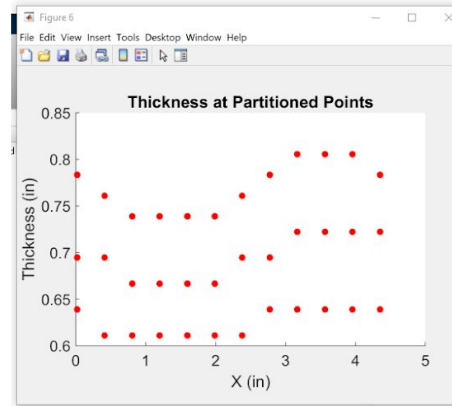 Figure 6
File Edit View Insert Tools Desktop Window Help
Thickness at Partitioned Points
0.85
0.8
0.75
0.7
0.65
0.6
Thickness (in)
0 1 2 3 4 5
X (in)